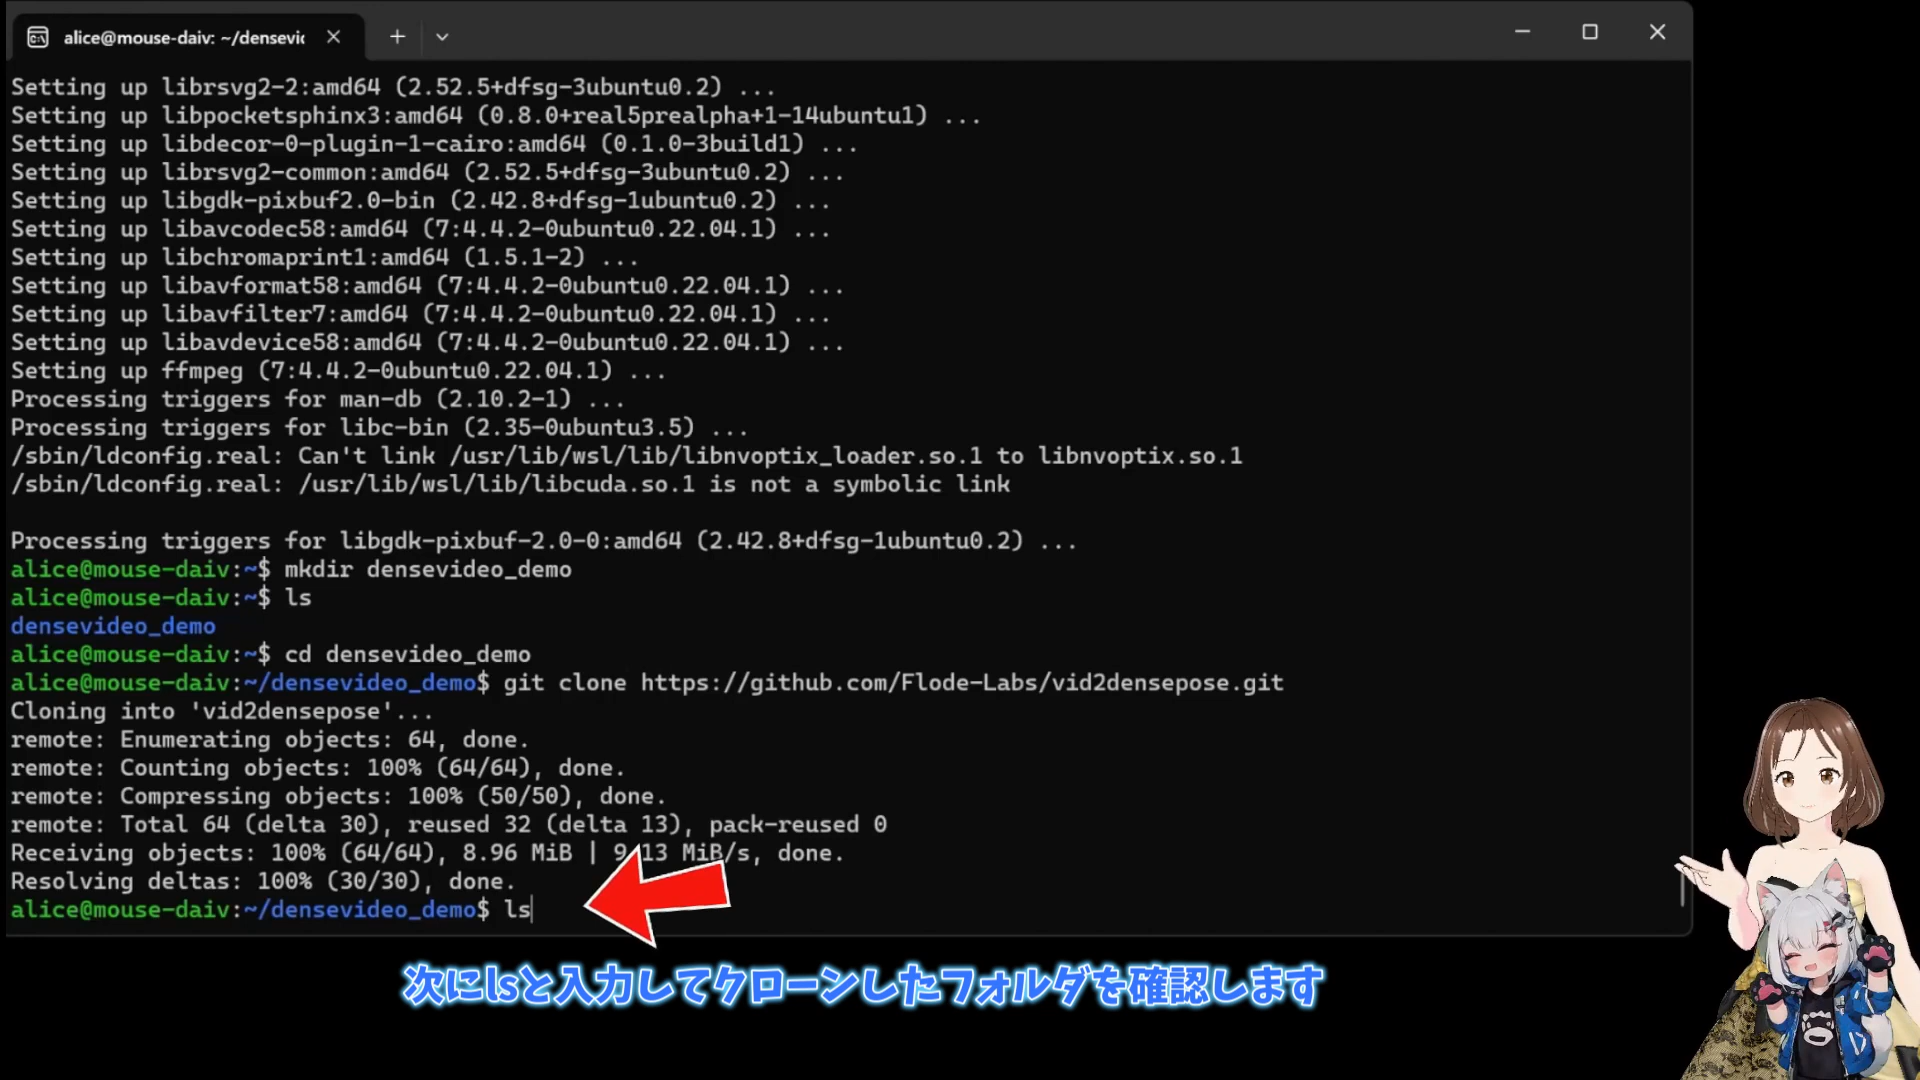 alice@mouse-daiv: ~/densevic
Setting up librsvg2-2:amd64 (2.52.5+dfsg-3ubuntu0.2) ...
Setting up libpocketsphinx3:amd64 (0.8.0+real5prealpha+1-14ubuntu1) ...
Setting up libdecor-0-plugin-1-cairo:amd64 (0.1.0-3build1) ...
Setting up librsvg2-common:amd64 (2.52.5+dfsg-3ubuntu0.2) ...
Setting up libgdk-pixbuf2.0-bin (2.42.8+dfsg-1ubuntu0.2) ...
Setting up libavcodec58:amd64 (7:4.4.2-0ubuntu0.22.04.1) ...
Setting up libchromaprint1:amd64 (1.5.1-2) ...
Setting up libavformat58:amd64 (7:4.4.2-0ubuntu0.22.04.1) ...
Setting up libavfilter7:amd64 (7:4.4.2-0ubuntu0.22.04.1) ...
Setting up libavdevice58:amd64 (7:4.4.2-0ubuntu0.22.04.1) ...
Setting up ffmpeg (7:4.4.2-0ubuntu0.22.04.1) ...
Processing triggers for man-db (2.10.2-1) ...
Processing triggers for libc-bin (2.35-0ubuntu3.5) ...
/sbin/ldconfig.real: Can't link /usr/lib/wsl/lib/libnvoptix_loader.so.1 to libnvoptix.so.1
/sbin/ldconfig.real: /usr/lib/wsl/lib/libcuda.so.1 is not a symbolic link
Processing triggers for libgdk-pixbuf-2.0-0:amd64 (2.42.8+dfsg-1ubuntu0.2) ...
alice@mouse-daiv:~$ mkdir densevideo_demo
alice@mouse-daiv:~$ ls
densevideo_demo
alice@mouse-daiv:~$ cd densevideo_demo
alice@mouse-daiv:~/densevideo_demo$ git clone https://github.com/Flode-Labs/vid2densepose.git
Cloning into 'vid2densepose'...
remote: Enumerating objects: 64, done.
remote: Counting objects: 100% (64/64), done.
remote: Compressing objects: 100% (50/50), done.
remote: Total 64 (delta 30), reused 32 (delta 13), pack-reused 0
Receiving objects: 100% (64/64), 8.96 MiB | 9.13 MiB/s, done.
Resolving deltas: 100% (30/30), done.
alice@mouse-daiv:~/densevideo_demo$ ls
次にlsと入力してクローンしたフォルダを確認します